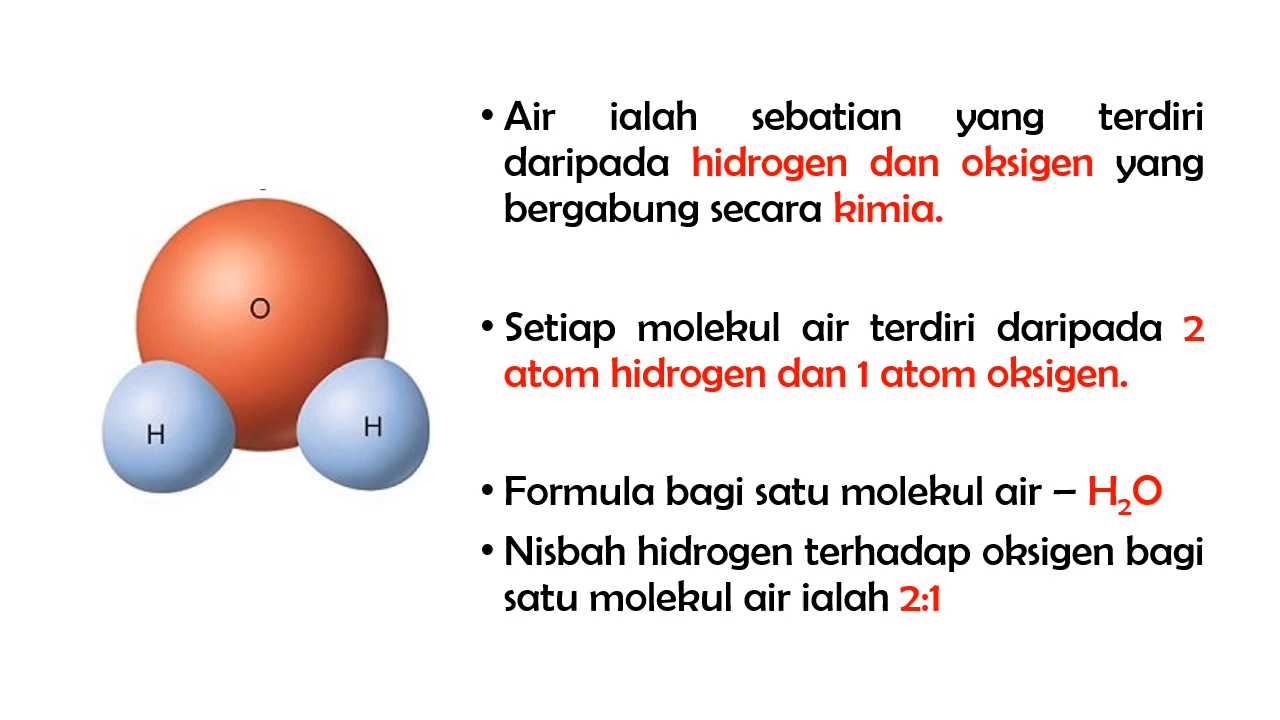 O
H
H
• Air ialah sebatian yang terdiri
daripada hidrogen dan oksigen yang
bergabung secara kimia.
• Setiap molekul air terdiri daripada 2
atom hidrogen dan 1 atom oksigen.
• Formula bagi satu molekul air – H₂O
• Nisbah hidrogen terhadap oksigen bagi
satu molekul air ialah 2:1